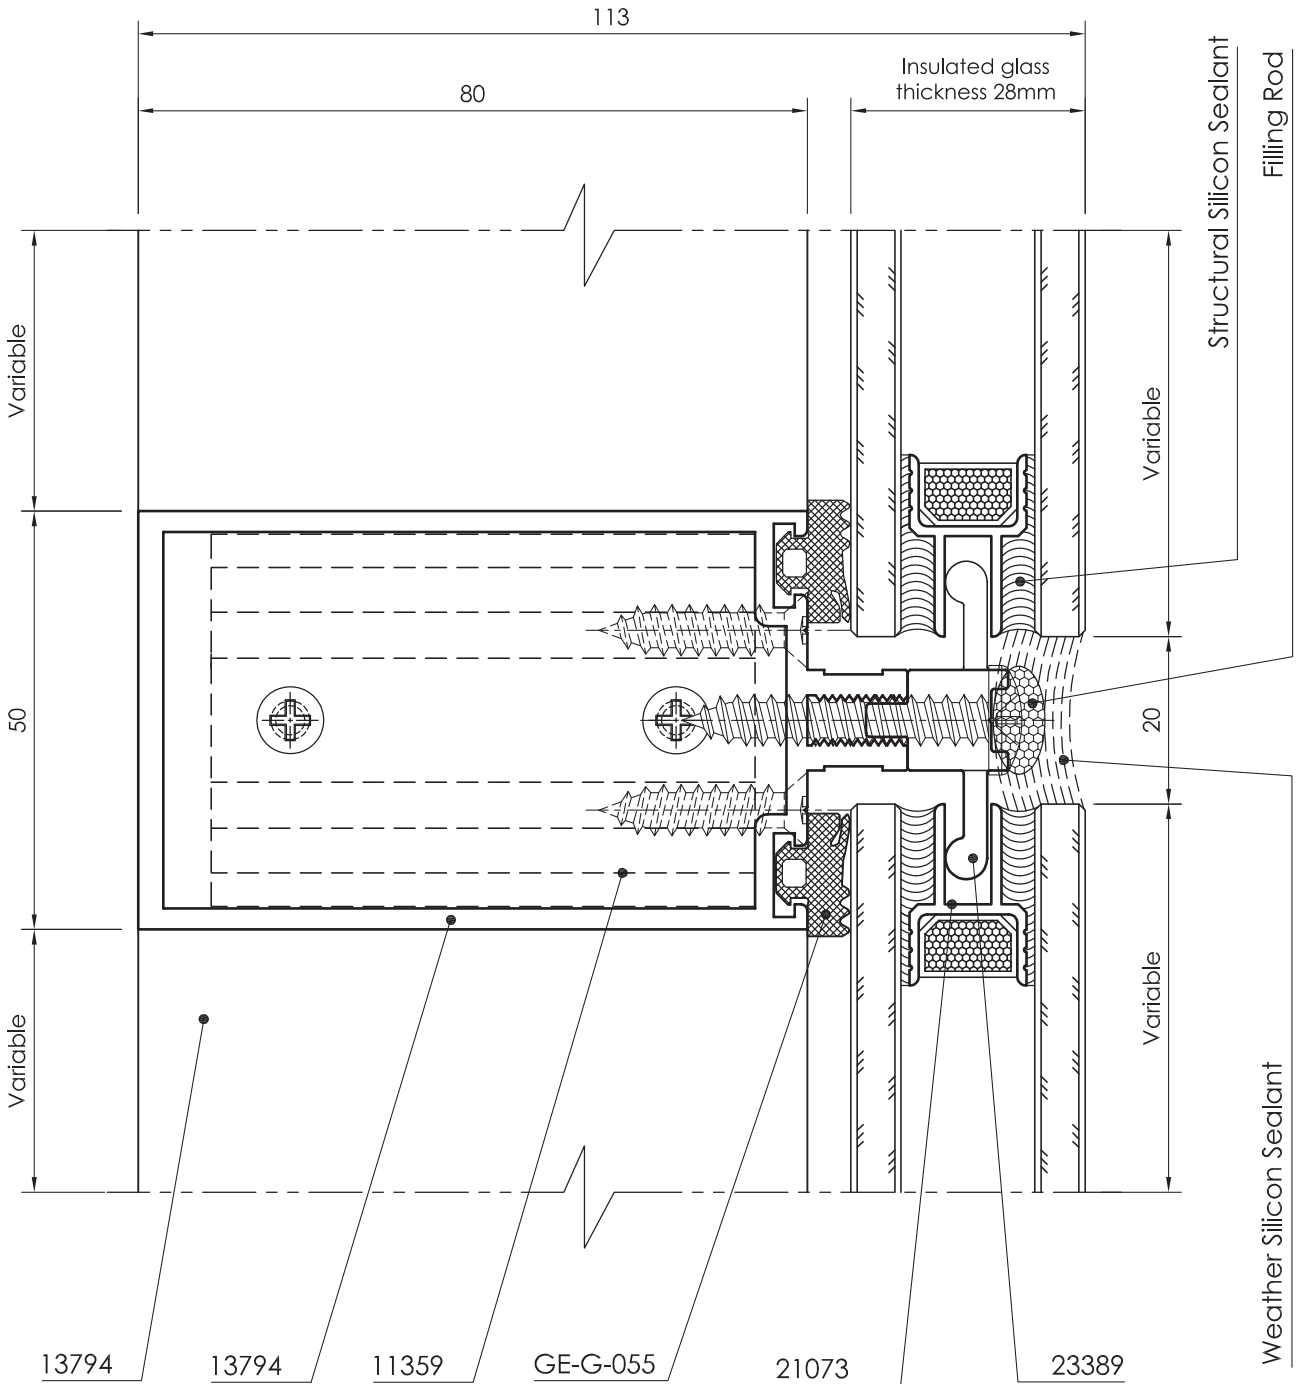 113
80
Insulated glass
thickness 28mm
Structural Silicon Sealant
Filling Rod
Variable
Variable
50
20
Variable
Variable
Weather Silicon Sealant
13794
13794
11359
GE-G-055
21073
23389